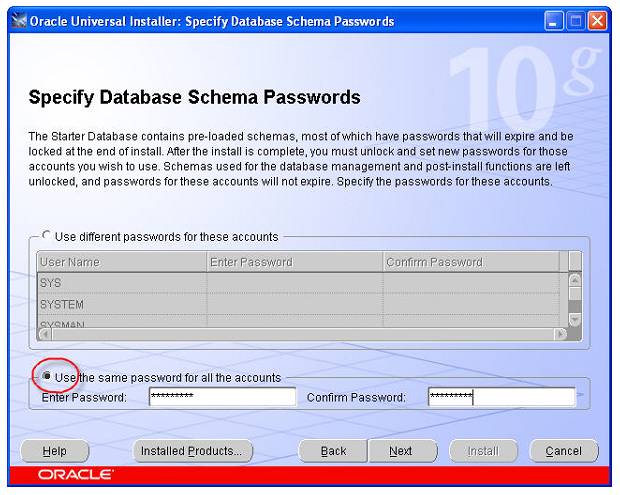 Oracle Universal Installer: Specify Database Schema Passwords
10g
Specify Database Schema Passwords
The Starter Database contains pre-loaded schemas, most of which have passwords that will expire and be
locked at the end of install. After the install is complete, you must unlock and set new passwords for those
accounts you wish to use. Schemas used for the database management and post-install functions are left
unlocked, and passwords for these accounts will not expire. Specify the passwords for these accounts.
Use different passwords for these accounts
User Name Enter Password Confirm Password
SYS
SYSTEM
SYSMAN
Use the same password for all the accounts
Enter Password: ********* Confirm Password: *********
Help Installed Products... Back Next Install Cancel
ORACLE